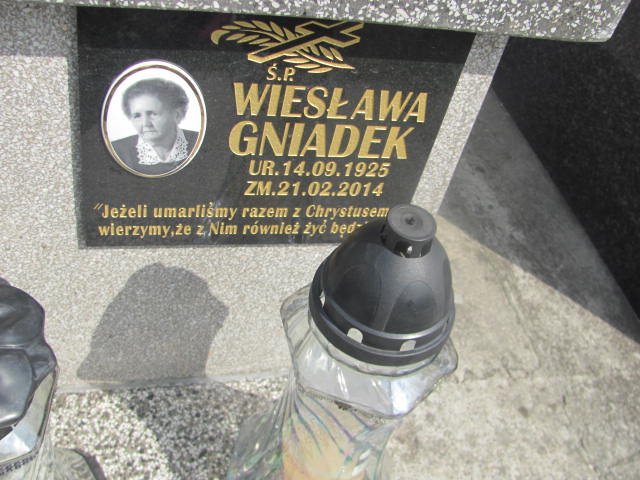 Ś.P.
WIESŁAWA
GNIADEK
UR.14.09.1925
ZM.21.02.2014
"Jeżeli umarliśmy razem z Chrystusem
wierzymy,że z Nim również żyć